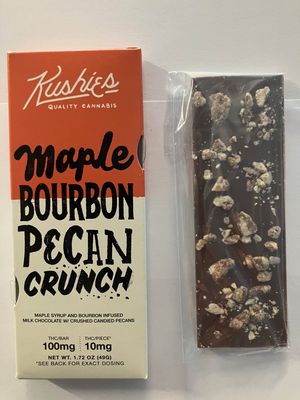 Kushies
QUALITY CANNABIS
Maple
BOURBON
PECAN
CRUNCH
MAPLE SYRUP AND BOURBON INFUSED
MILK CHOCOLATE W/ CRUSHED CANDIED PECANS
THC/BAR THC/PIECE*
100mg 10mg
NET WT. 1.72 OZ (49G)
*SEE BACK FOR EXACT DOSING